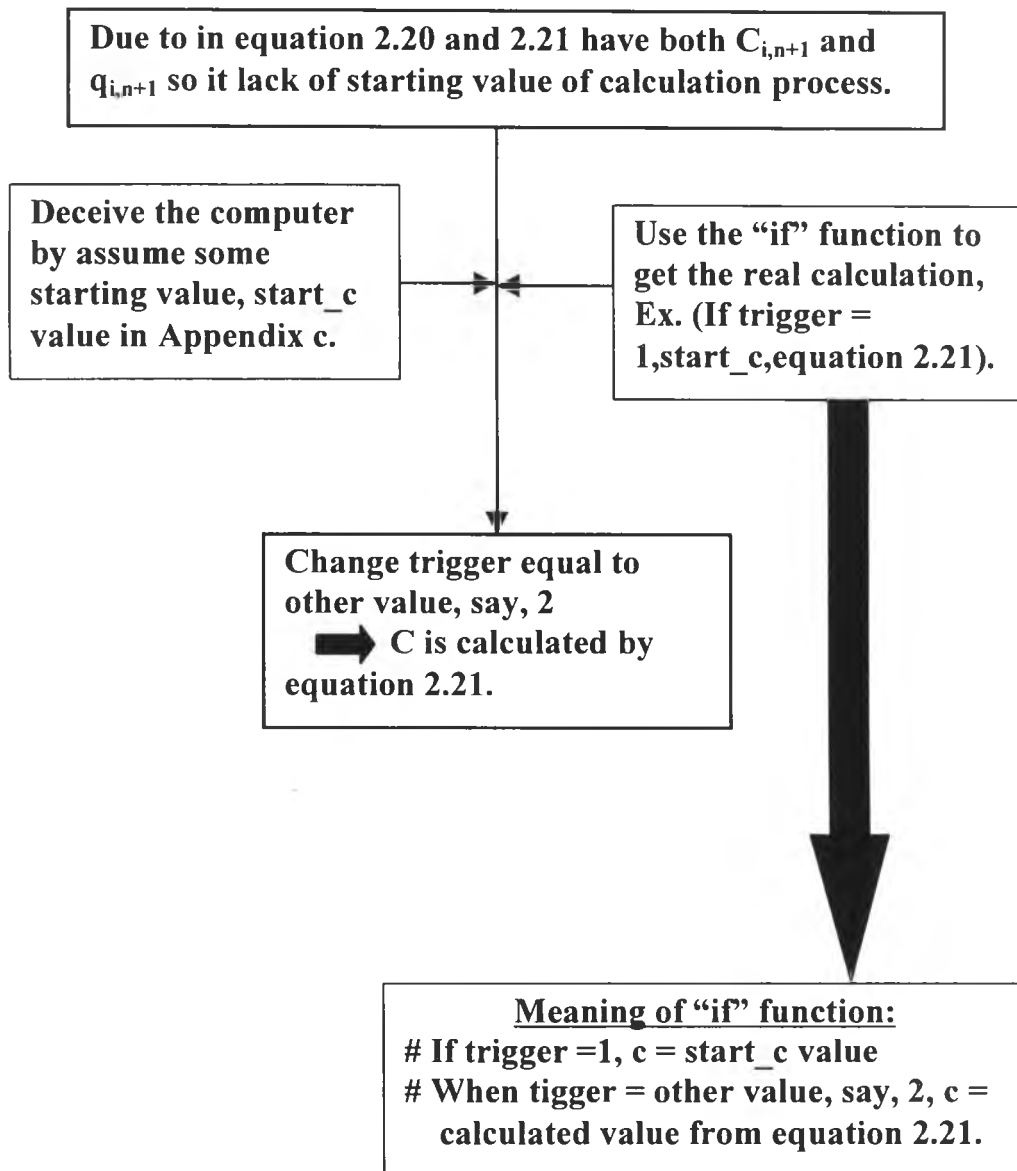 Due to in equation 2.20 and 2.21 have both C_{i,n+1} and
q_{i,n+1} so it lack of starting value of calculation process.
Deceive the computer
by assume some
starting value, start_c
value in Appendix c.
Use the “if” function to
get the real calculation,
Ex. (If trigger =
1,start_c,equation 2.21).
Change trigger equal to
other value, say, 2
C is calculated by
equation 2.21.
Meaning of “if” function:
# If trigger =1, c = start_c value
# When tigger = other value, say, 2, c =
calculated value from equation 2.21.